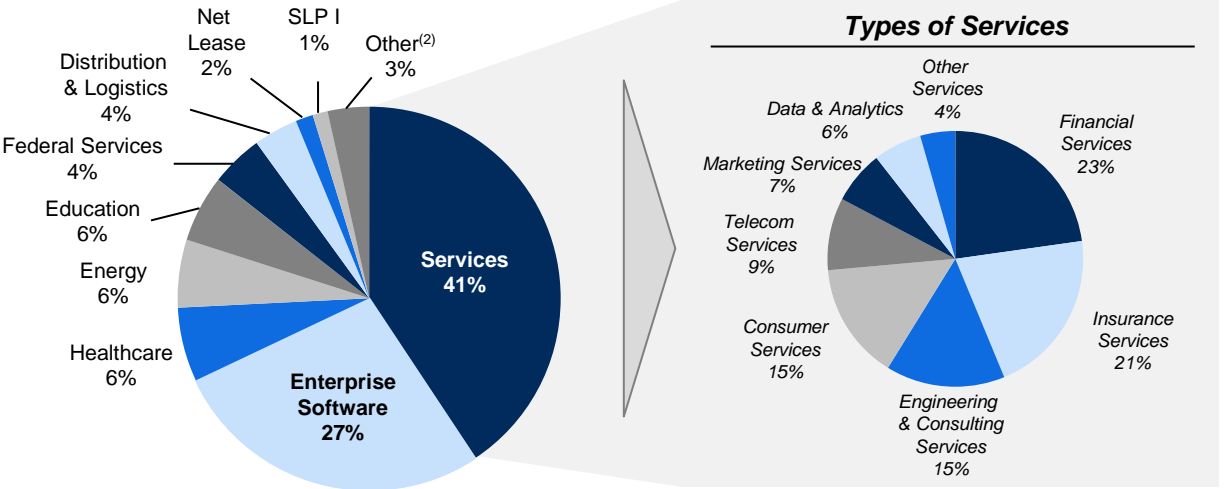 Net
Lease
2%
SLP I
1%
Other(2)
3%
Distribution
& Logistics
4%
Federal Services
4%
Education
6%
Energy
6%
Healthcare
6%
Enterprise
Software
27%
Services
41%
Types of Services
Other
Services
4%
Data & Analytics
6%
Marketing Services
7%
Telecom
Services
9%
Consumer
Services
15%
Engineering
& Consulting
Services
15%
Insurance
Services
21%
Financial
Services
23%